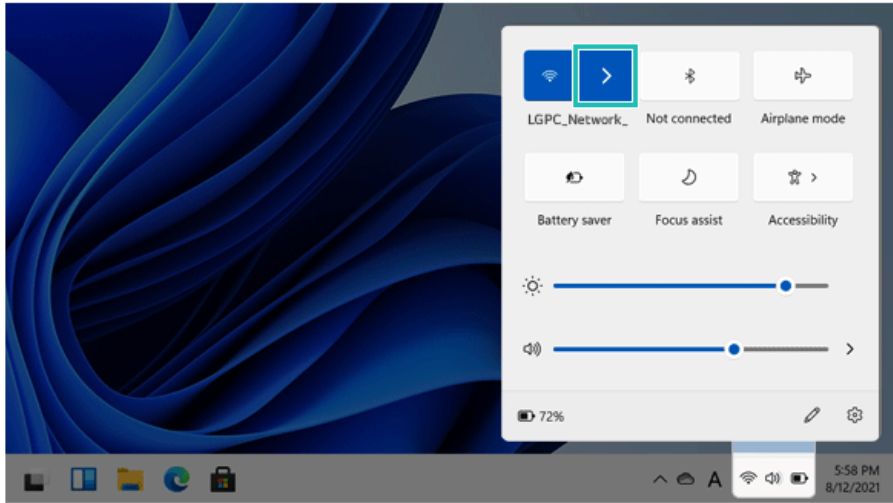 LGPC_Network_ Not connected Airplane mode
Battery saver Focus assist Accessibility
72%
A
5:58 PM
8/12/2021